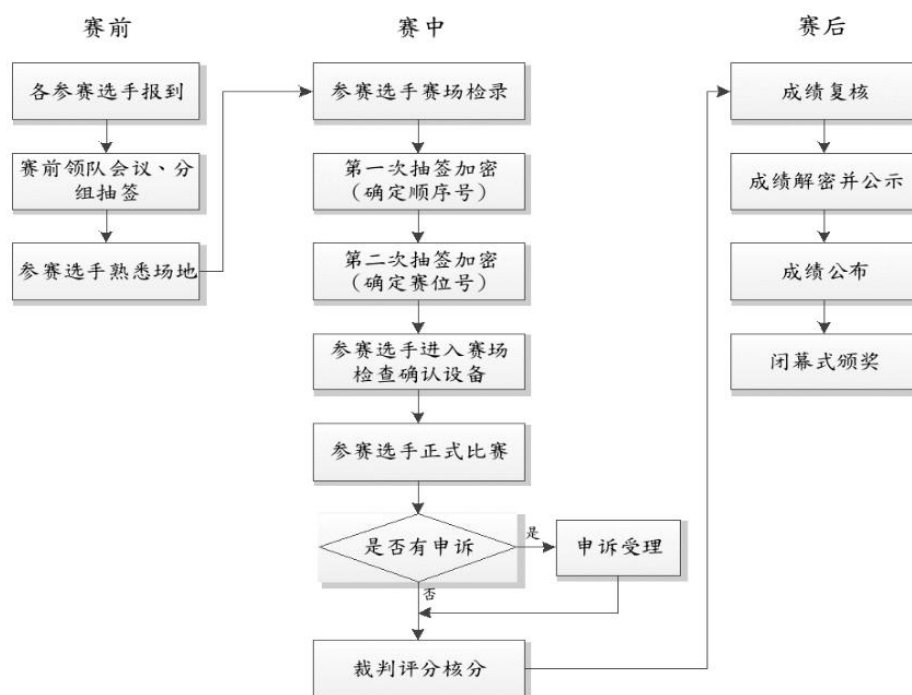 赛前
各参赛选手报到
赛前领队会议、分
组抽签
参赛选手熟悉场地
赛中
参赛选手赛场检录
第一次抽签加密
（确定顺序号）
第二次抽签加密
（确定赛位号）
参赛选手进入赛场
检查确认设备
参赛选手正式比赛
是否有申诉
是
申诉受理
否
裁判评分核分
赛后
成绩复核
成绩解密并公示
成绩公布
闭幕式颁奖